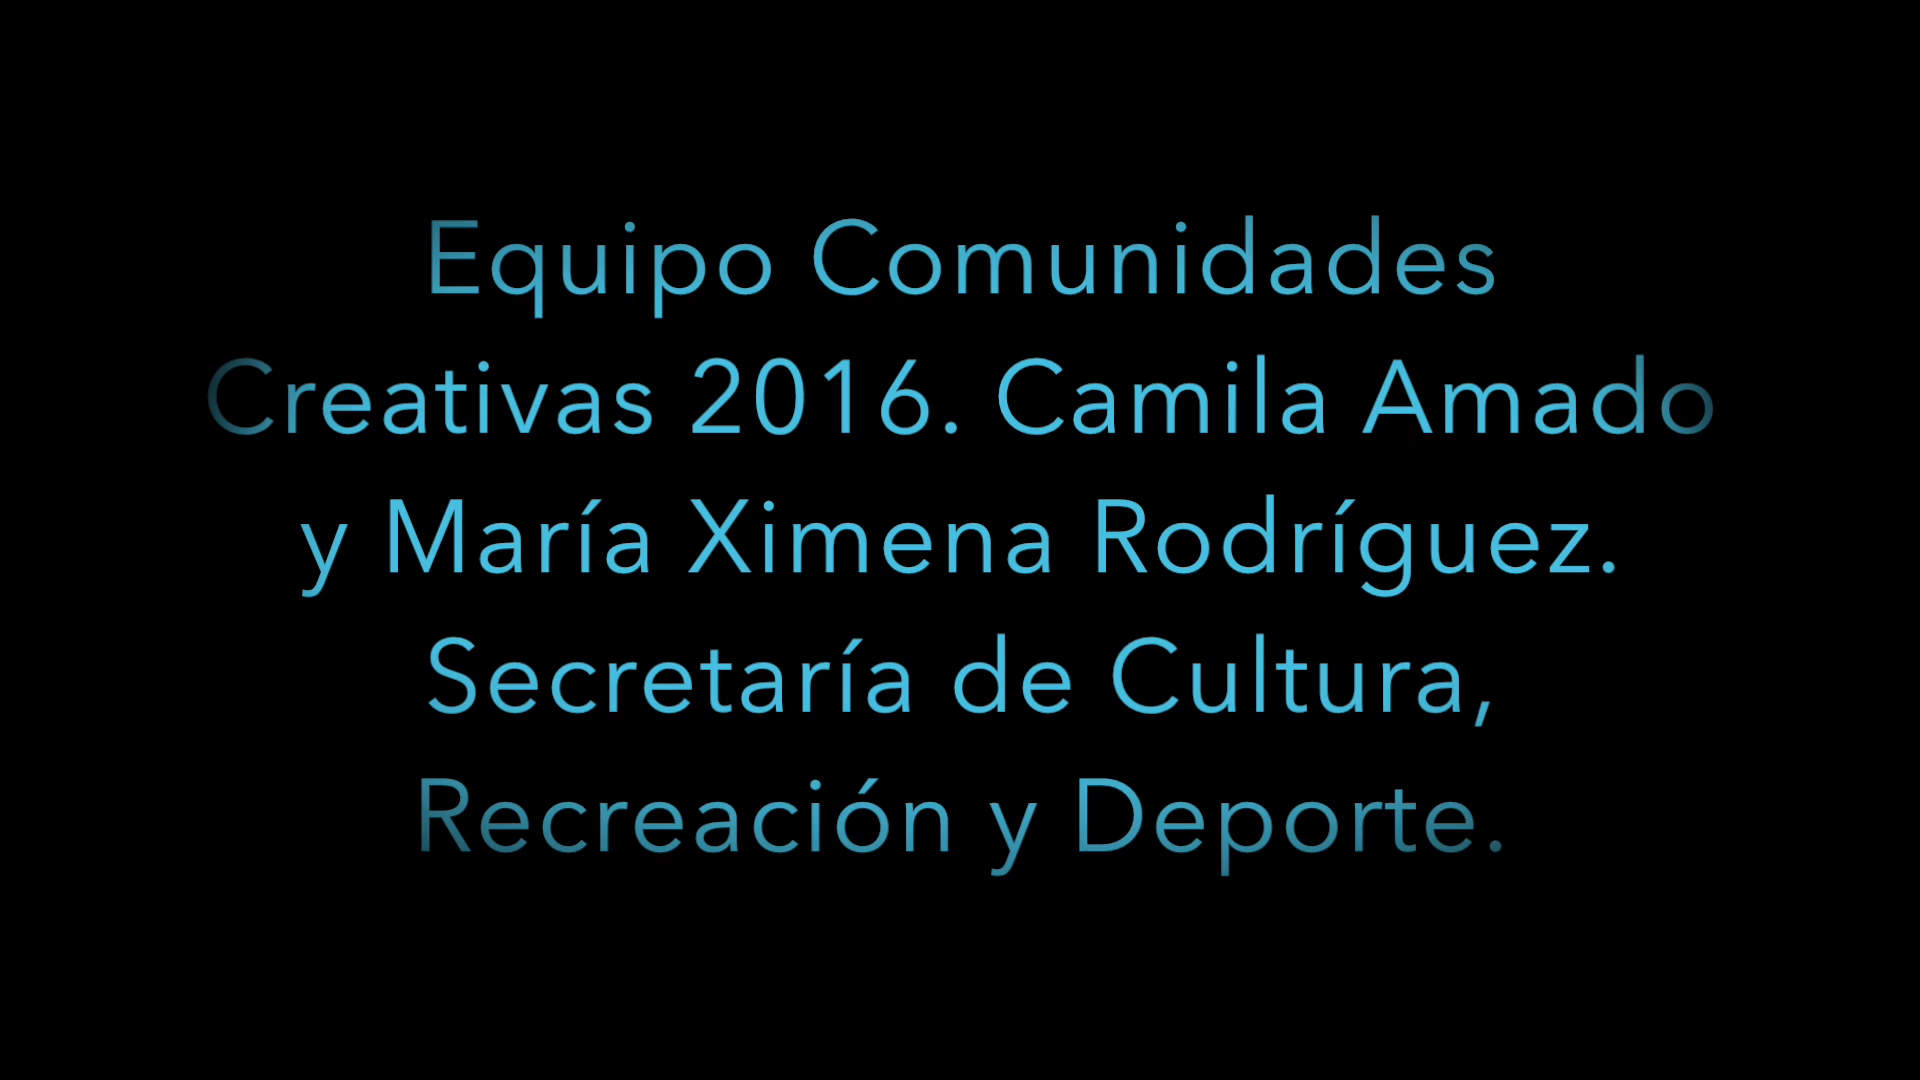 Equipo Comunidades
Creativas 2016. Camila Amado
y María Ximena Rodríguez.
Secretaría de Cultura,
Recreación y Deporte.